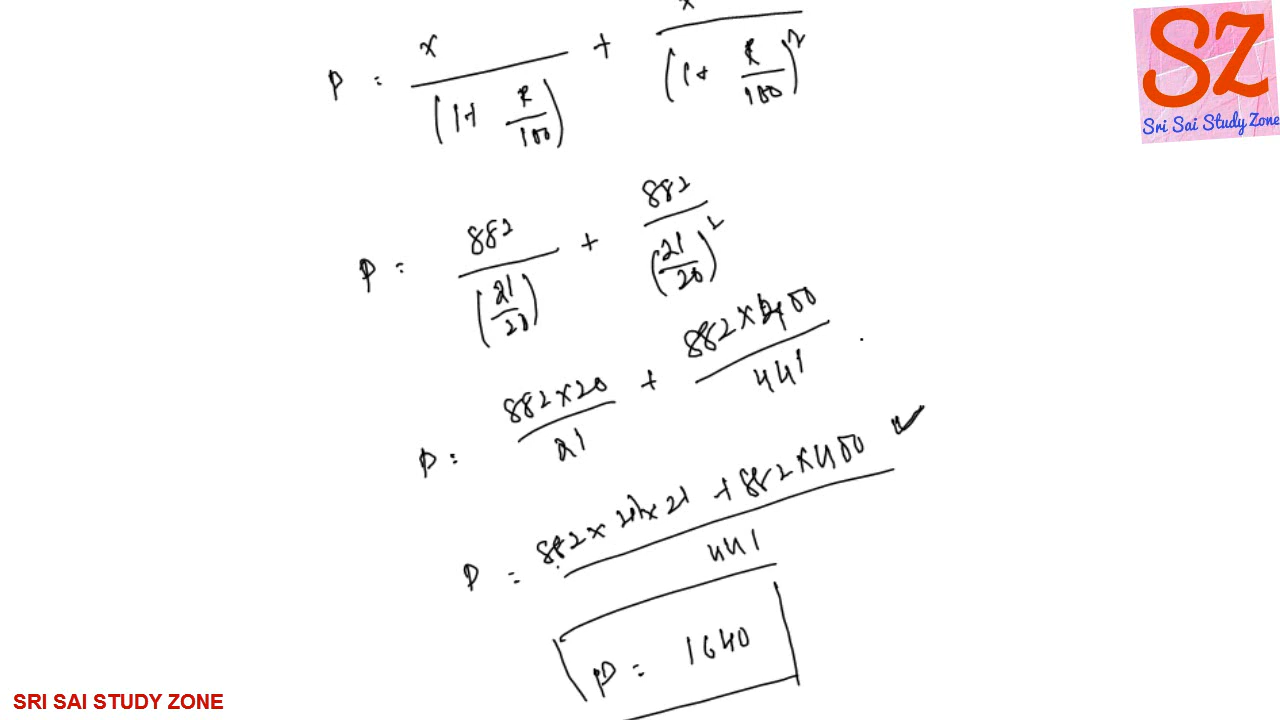 P = x / (1+ R/100) + x / (1+ R/100)^2
SZ
Sri Sai Study Zone
P = 882 / (21/20) + 882 / (21/20)^2
P = 882 x 20 / 21 + 882 x 400 / 441
P = 882 x 20 x 21 + 882 x 400 / 441
P = 1640
SRI SAI STUDY ZONE